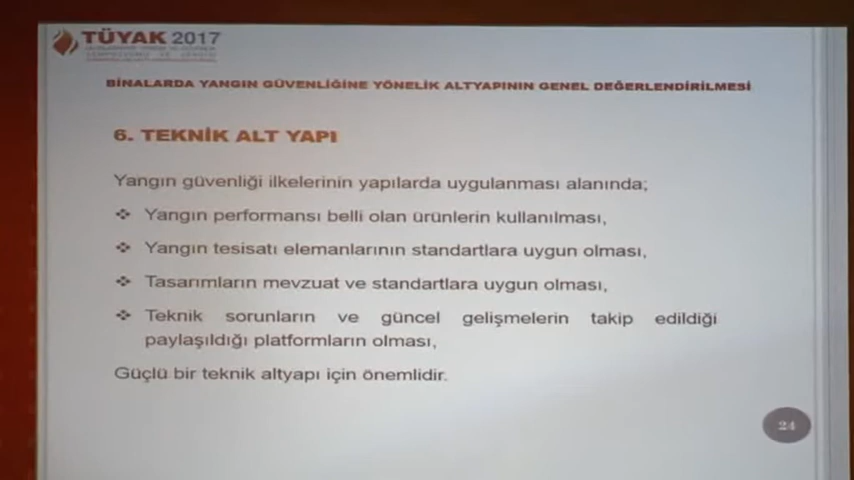 TÜYAK 2017
BİNALARDA YANGIN GÜVENLİĞİNE YÖNELİK ALTYAPININ GENEL DEĞERLENDİRİLMESİ
6. TEKNİK ALT YAPI
Yangın güvenliği ilkelerinin yapılarda uygulanması alanında;
❖ Yangın performansı belli olan ürünlerin kullanılması,
❖ Yangın tesisatı elemanlarının standartlara uygun olması,
❖ Tasarımların mevzuat ve standartlara uygun olması,
❖ Teknik sorunların ve güncel gelişmelerin takip edildiği
paylaşıldığı platformların olması,
Güçlü bir teknik altyapı için önemlidir.
24